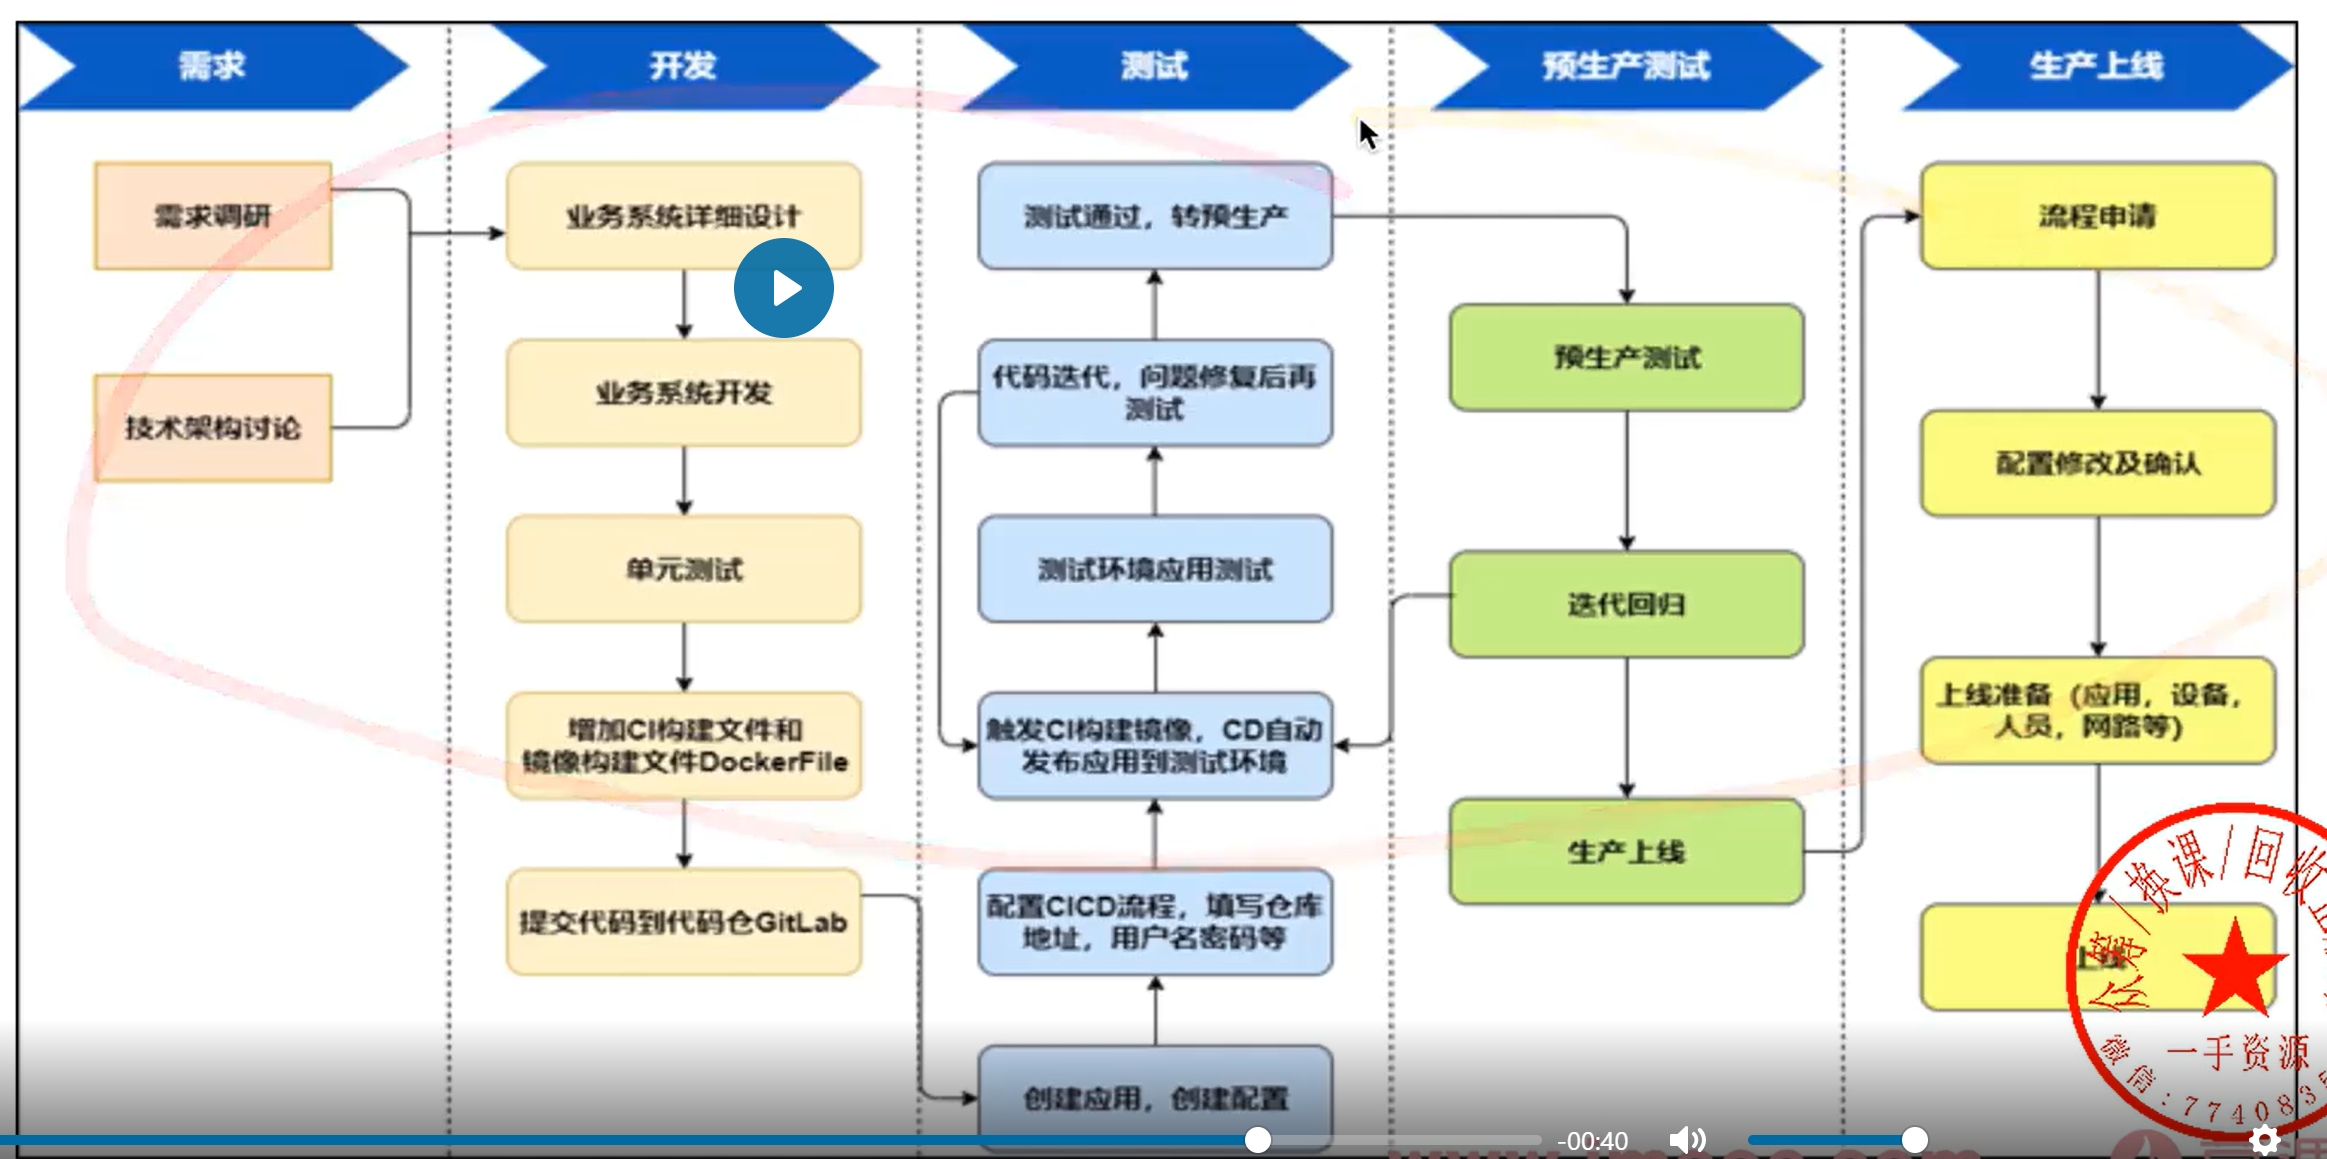 需求
开发
测试
预生产测试
生产上线
需求调研
技术架构讨论
业务系统详细设计
业务系统开发
单元测试
增加CI构建文件和
镜像构建文件DockerFile
提交代码到代码仓GitLab
测试通过，转预生产
代码迭代，问题修复后再
测试
测试环境应用测试
触发CI构建镜像，CD自动
发布应用到测试环境
配置CICD流程，填写仓库
地址，用户名密码等
创建应用，创建配置
预生产测试
迭代回归
生产上线
流程申请
配置修改及确认
上线准备（应用，设备，
人员，网路等）
上线
众筹/换课/回收
一手资源
微信:774083
-00:40